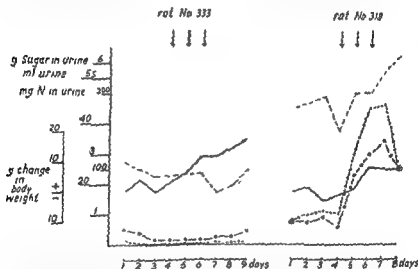 rat No 333
rat No 318
g Sugar in urine
ml urine
mg N in urine
6
55
200
40
3
100
20
1
20
10
±
10
g change
in
body
weight
1 2 3 4 5 6 7 8 9 days
1 2 3 4 5 6 7 8 days